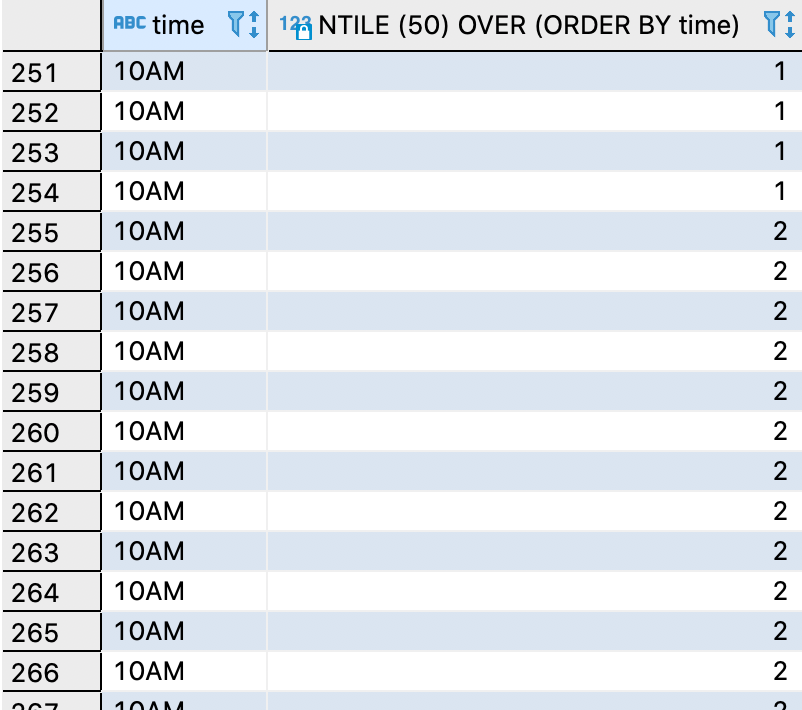 ABC time 123 NTILE (50) OVER (ORDER BY time)
251 10AM 1
252 10AM 1
253 10AM 1
254 10AM 1
255 10AM 2
256 10AM 2
257 10AM 2
258 10AM 2
259 10AM 2
260 10AM 2
261 10AM 2
262 10AM 2
263 10AM 2
264 10AM 2
265 10AM 2
266 10AM 2
267 10AM 2